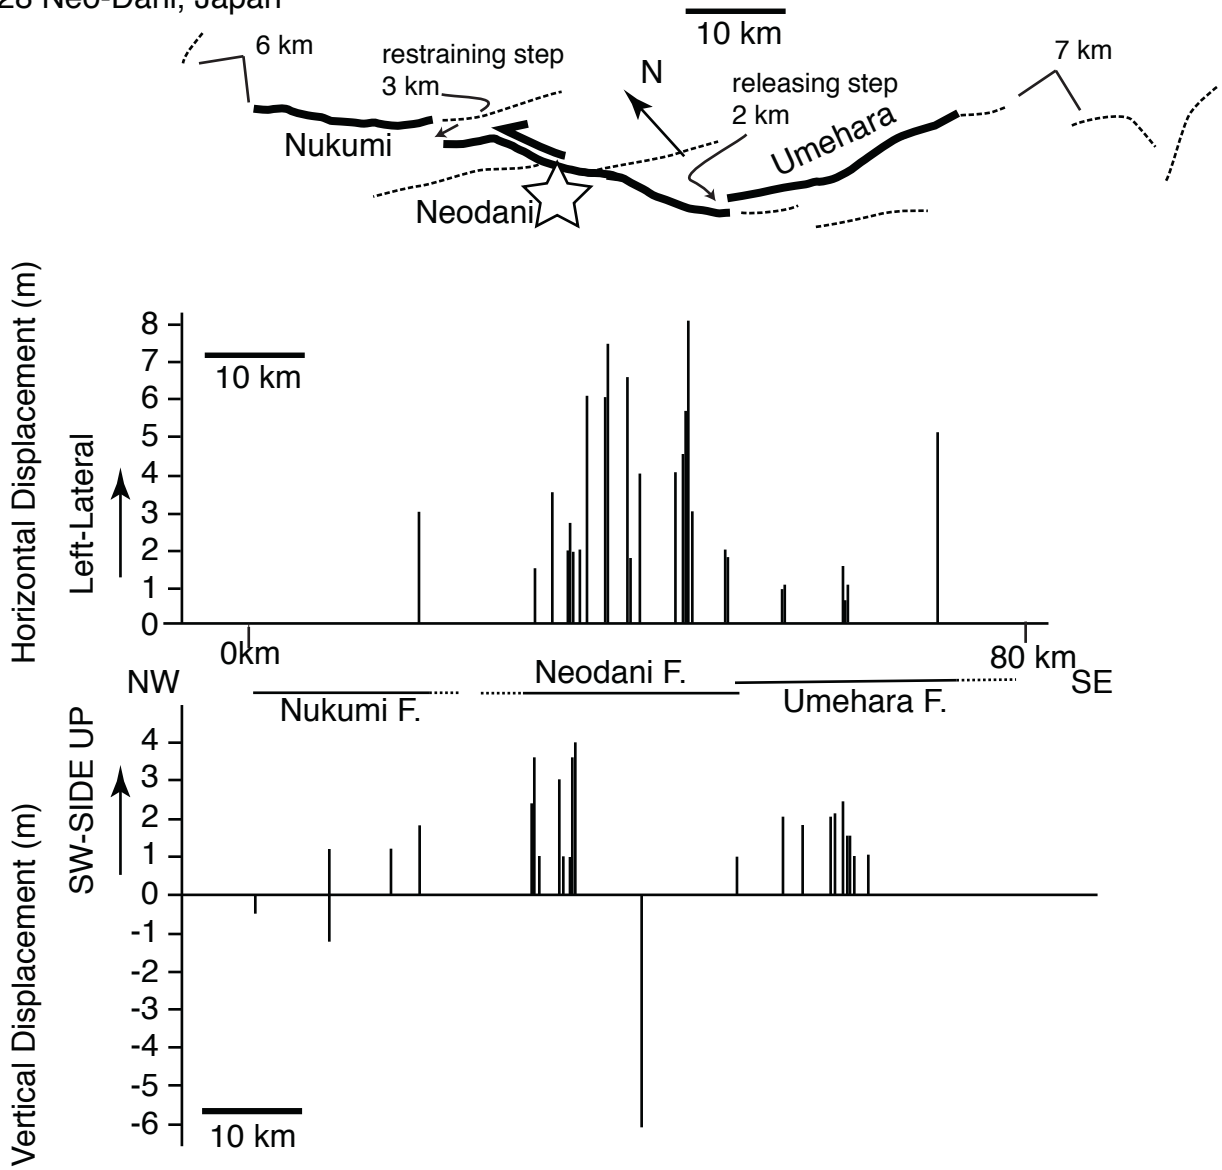 28 Neo-Dani, Japan
10 km
6 km
restraining step
3 km
N
releasing step
2 km
7 km
Nukumi
Umehara
Neodani
Horizontal Displacement (m)
Left-Lateral
8
7
6
5
4
3
2
1
0
10 km
0km
80 km
NW
SE
Neodani F.
Nukumi F.
Umehara F.
Vertical Displacement (m)
SW-SIDE UP
4
3
2
1
0
-1
-2
-3
-4
-5
-6
10 km